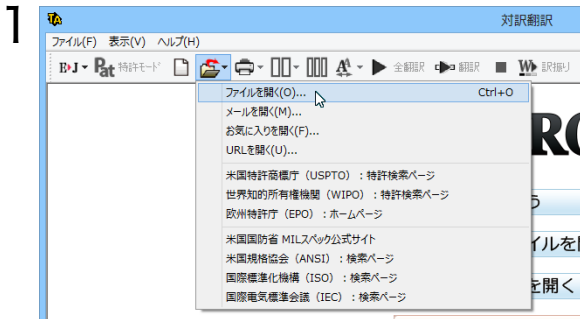 1
TA 対訳翻訳
ファイル(F) 表示(V) ヘルプ(H)
E›J Pat 特許モード A 全翻訳 翻訳 W 訳振り
ファイルを開く(O)... Ctrl+O
メールを開く(M)...
お気に入りを開く(F)...
URLを開く(U)...
米国特許商標庁（USPTO）：特許検索ページ
世界知的所有権機関（WIPO）：特許検索ページ
欧州特許庁（EPO）：ホームページ
米国国防省 MILスペック公式サイト
米国規格協会（ANSI）：検索ページ
国際標準化機構（ISO）：検索ページ
国際電気標準会議（IEC）：検索ページ
RO
う
イルを
を開く